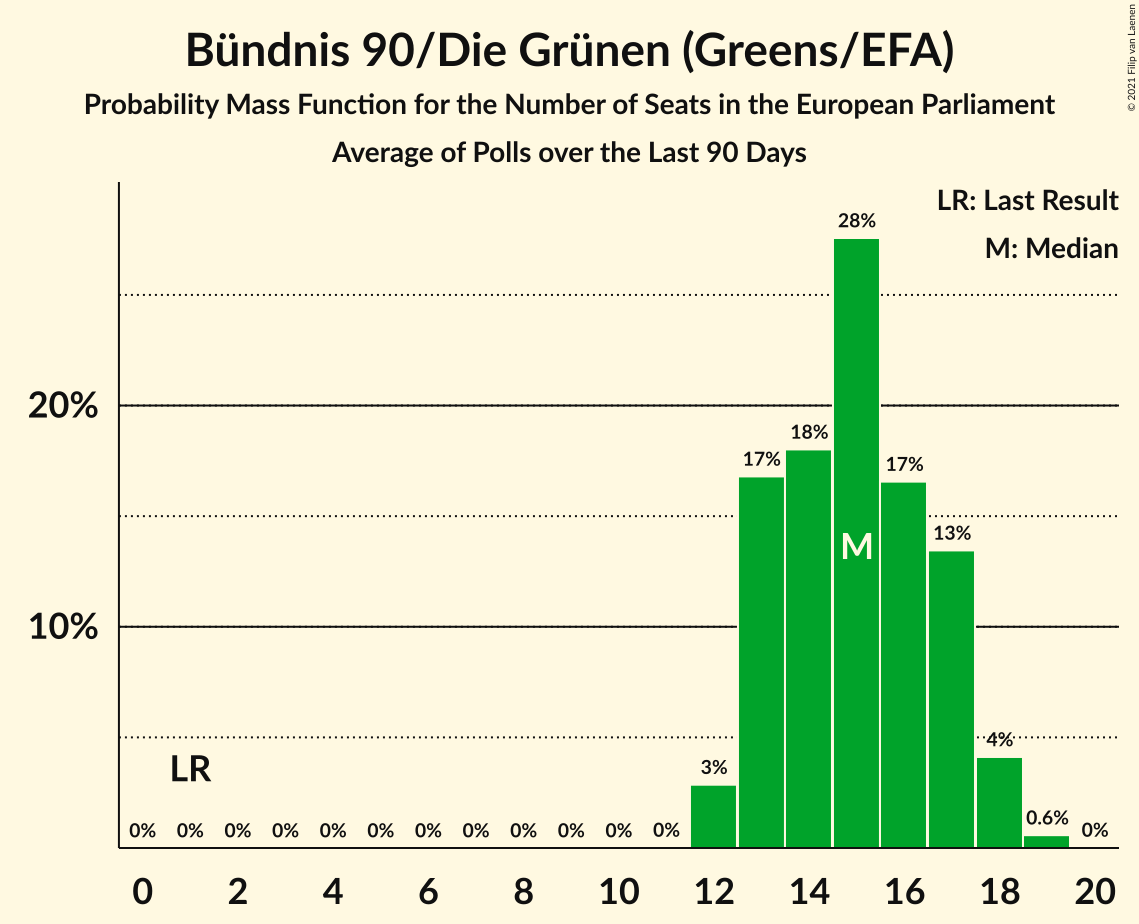 Bündnis 90/Die Grünen (Greens/EFA)
Probability Mass Function for the Number of Seats in the European Parliament
Average of Polls over the Last 90 Days
© 2021 Filip van Laenen
LR: Last Result
M: Median
28%
20%
18%
17%
17%
13%
M
10%
LR
4%
3%
0.6%
0% 0% 0% 0% 0% 0% 0% 0% 0% 0% 0% 0% 0%
0 2 4 6 8 10 12 14 16 18 20